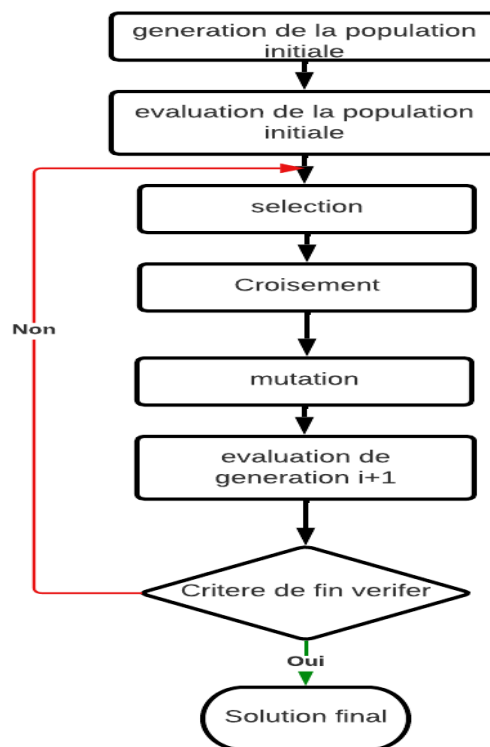 generation de la population
initiale
evaluation de la population
initiale
selection
Croisement
Non
mutation
evaluation de
generation i+1
Critere de fin verifer
Oui
Solution final